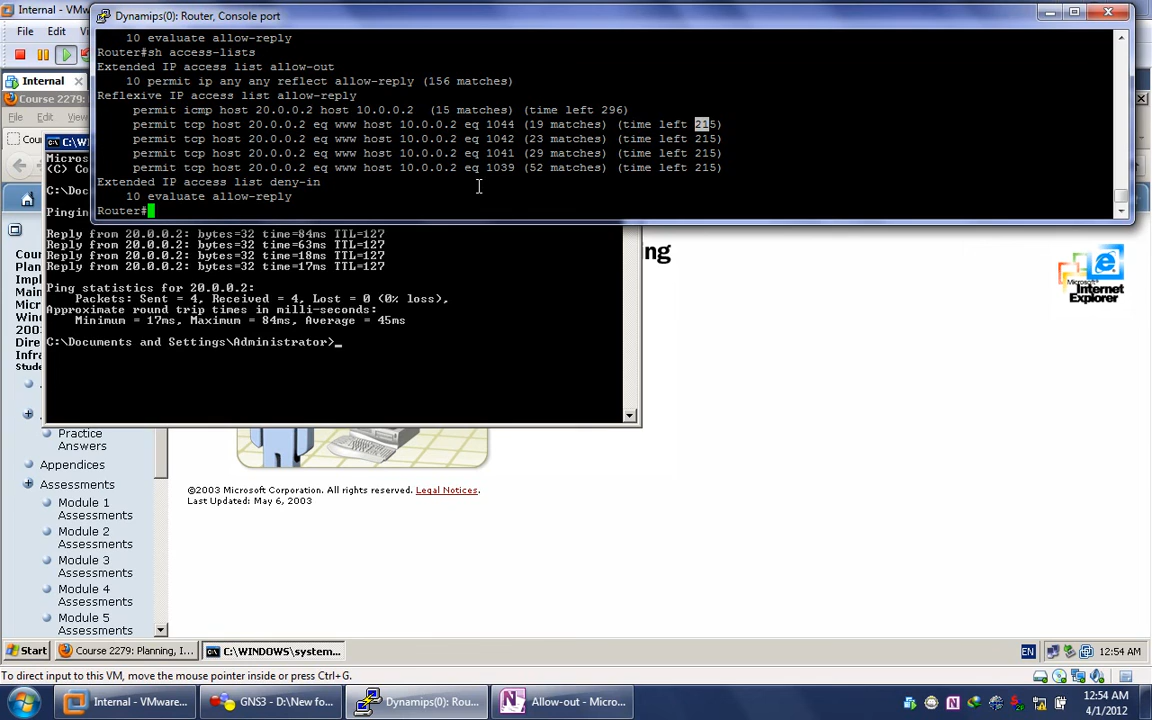 Internal - VMw
Dynamips(0): Router, Console port
File Edit
Internal
Course 2279: Planning, I
File Edit
Cours
10 evaluate allow-reply
Router#sh access-lists
Extended IP access list allow-out
10 permit ip any any reflect allow-reply (156 matches)
Reflexive IP access list allow-reply
permit icmp host 20.0.0.2 host 10.0.0.2 (15 matches) (time left 296)
permit tcp host 20.0.0.2 eq www host 10.0.0.2 eq 1044 (19 matches) (time left 215)
permit tcp host 20.0.0.2 eq www host 10.0.0.2 eq 1042 (23 matches) (time left 215)
permit tcp host 20.0.0.2 eq www host 10.0.0.2 eq 1041 (29 matches) (time left 215)
permit tcp host 20.0.0.2 eq www host 10.0.0.2 eq 1039 (52 matches) (time left 215)
Extended IP access list deny-in
10 evaluate allow-reply
Router#
C:\
Micros
(C) Co
C:\Doc
Pingin
Reply from 20.0.0.2: bytes=32 time=84ms TTL=127
Reply from 20.0.0.2: bytes=32 time=63ms TTL=127
Reply from 20.0.0.2: bytes=32 time=18ms TTL=127
Reply from 20.0.0.2: bytes=32 time=17ms TTL=127
Ping statistics for 20.0.0.2:
Packets: Sent = 4, Received = 4, Lost = 0 (0% loss),
Approximate round trip times in milli-seconds:
Minimum = 17ms, Maximum = 84ms, Average = 45ms
C:\Documents and Settings\Administrator>_
ing
Microsoft
Internet
Explorer
Cour
Plan
Impl
Main
Micr
Wind
200
Dire
Infra
Stude
Practice
Answers
Appendices
Assessments
Module 1
Assessments
Module 2
Assessments
Module 3
Assessments
Module 4
Assessments
Module 5
Assessments
©2003 Microsoft Corporation. All rights reserved. Legal Notices.
Last Updated: May 6, 2003
Start
Course 2279: Planning, I...
C:\WINDOWS\system...
EN
12:54 AM
To direct input to this VM, move the mouse pointer inside or press Ctrl+G.
Internal - VMware...
GNS3 - D:\New fo...
Dynamips(0): Rou...
Allow-out - Micro...
12:54 AM
4/1/2012